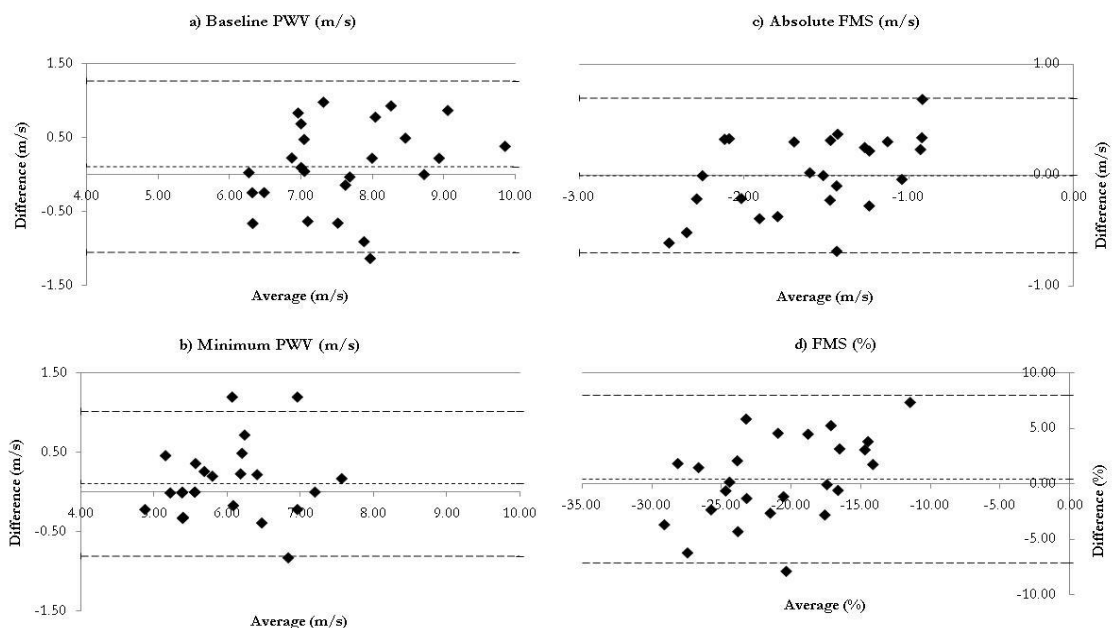 a) Baseline PWV (m/s)
1.50
0.50
4.00 5.00 6.00 7.00 8.00 9.00 10.00
-0.50
-1.50
Difference (m/s)
Average (m/s)
c) Absolute FMS (m/s)
1.00
0.00
-3.00 -2.00 -1.00 0.00
-1.00
Difference (m/s)
Average (m/s)
b) Minimum PWV (m/s)
1.50
0.50
4.00 5.00 6.00 7.00 8.00 9.00 10.00
-0.50
-1.50
Difference (m/s)
Average (m/s)
d) FMS (%)
10.00
5.00
0.00
-35.00 -30.00 -25.00 -20.00 -15.00 -10.00 -5.00 0.00
-5.00
-10.00
Difference (%)
Average (%)